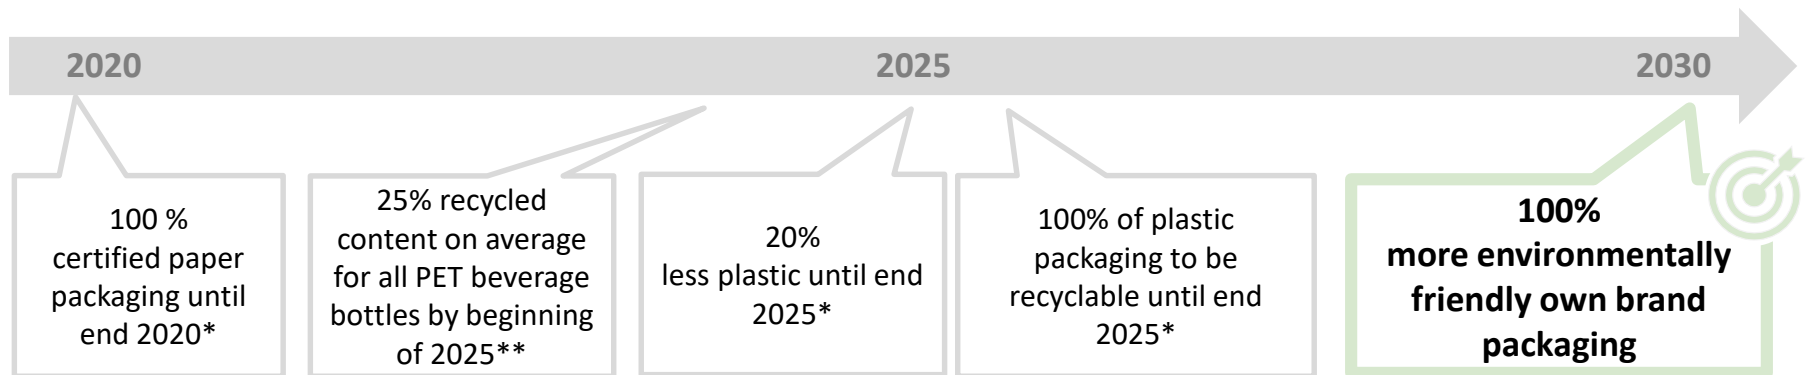 2020
2025
2030
100 %
certified paper
packaging until
end 2020*
25% recycled
content on average
for all PET beverage
bottles by beginning
of 2025**
20%
less plastic until end
2025*
100% of plastic
packaging to be
recyclable until end
2025*
100%
more environmentally
friendly own brand
packaging